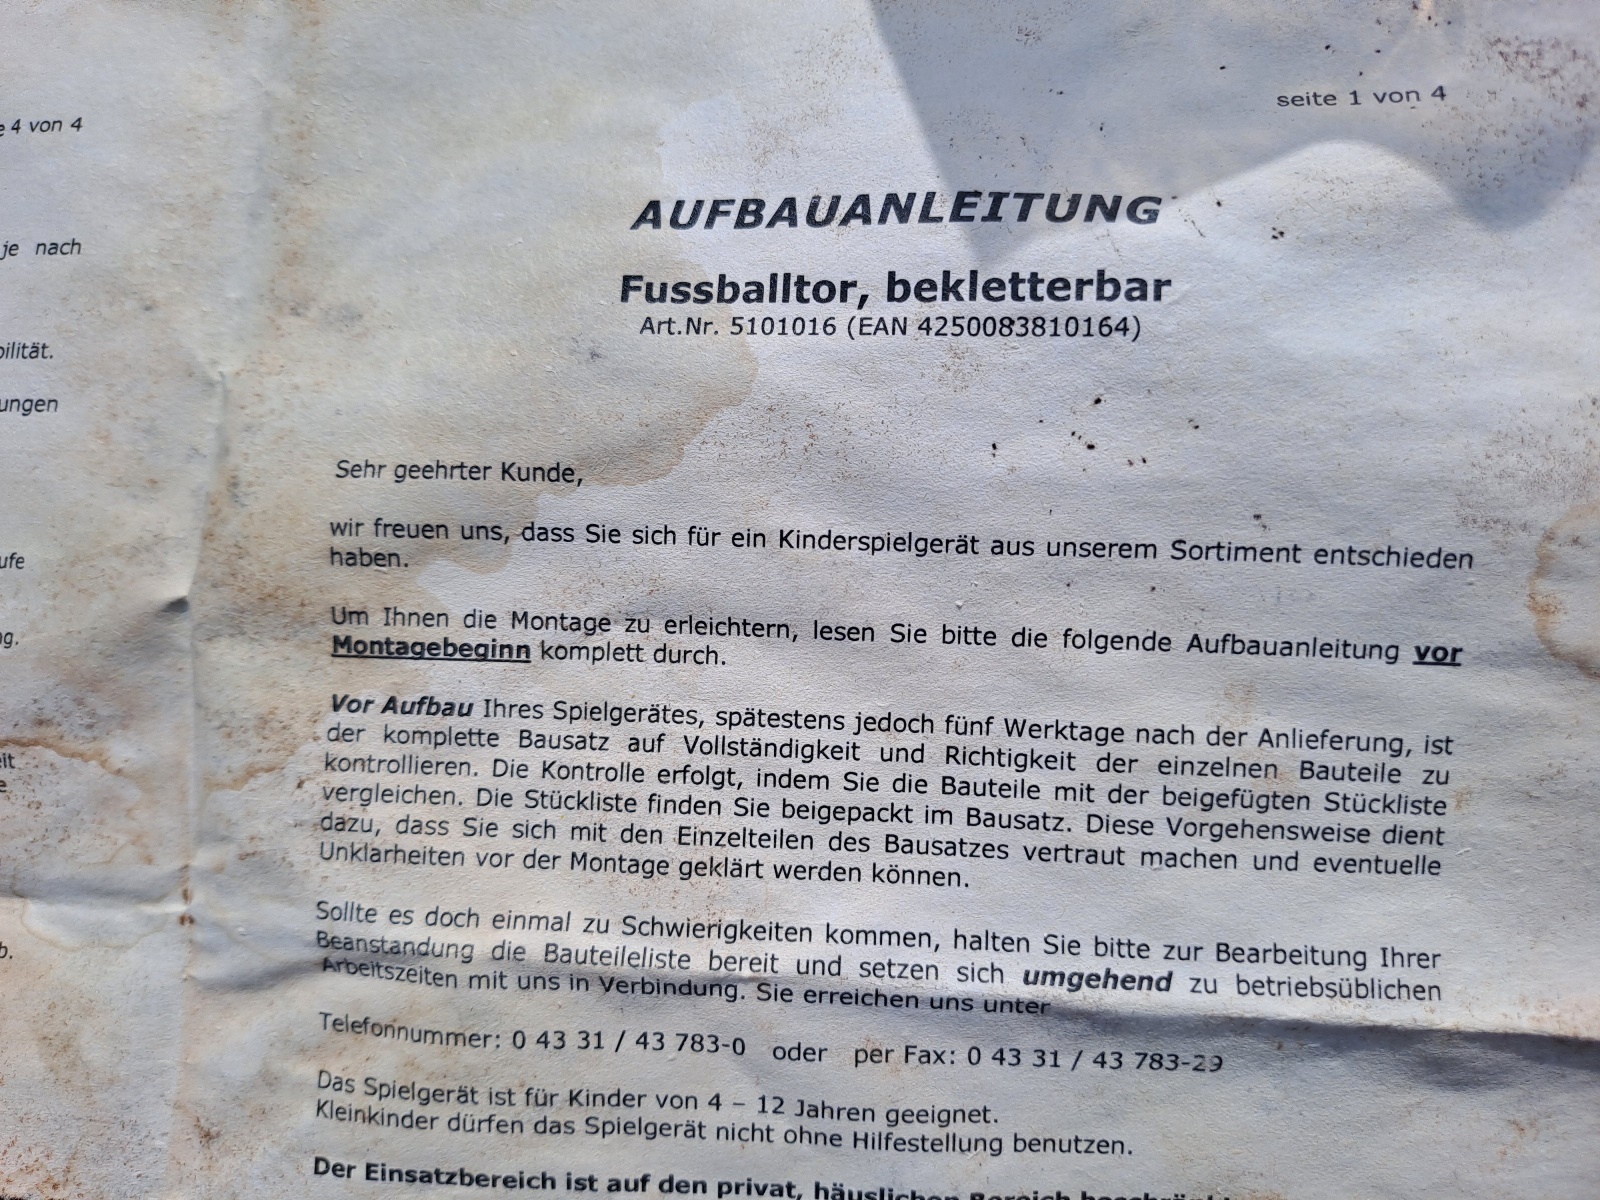 4 von 4
je nach
bilität.
ungen
ufe
g.
eit
e
b.
seite 1 von 4
AUFBAUANLEITUNG
Fussballtor, bekletterbar
Art.Nr. 5101016 (EAN 4250083810164)
Sehr geehrter Kunde,
wir freuen uns, dass Sie sich für ein Kinderspielgerät aus unserem Sortiment entschieden
haben.
Um Ihnen die Montage zu erleichtern, lesen Sie bitte die folgende Aufbauanleitung vor
Montagebeginn komplett durch.
Vor Aufbau Ihres Spielgerätes, spätestens jedoch fünf Werktage nach der Anlieferung, ist
der komplette Bausatz auf Vollständigkeit und Richtigkeit der einzelnen Bauteile zu
kontrollieren. Die Kontrolle erfolgt, indem Sie die Bauteile mit der beigefügten Stückliste
vergleichen. Die Stückliste finden Sie beigepackt im Bausatz. Diese Vorgehensweise dient
dazu, dass Sie sich mit den Einzelteilen des Bausatzes vertraut machen und eventuelle
Unklarheiten vor der Montage geklärt werden können.
Sollte es doch einmal zu Schwierigkeiten kommen, halten Sie bitte zur Bearbeitung Ihrer
Beanstandung die Bauteileliste bereit und setzen sich umgehend zu betriebsüblichen
Arbeitszeiten mit uns in Verbindung. Sie erreichen uns unter
Telefonnummer: 0 43 31 / 43 783-0 oder per Fax: 0 43 31 / 43 783-29
Das Spielgerät ist für Kinder von 4 – 12 Jahren geeignet.
Kleinkinder dürfen das Spielgerät nicht ohne Hilfestellung benutzen.
Der Einsatzbereich ist auf den privat, häuslichen Bereich